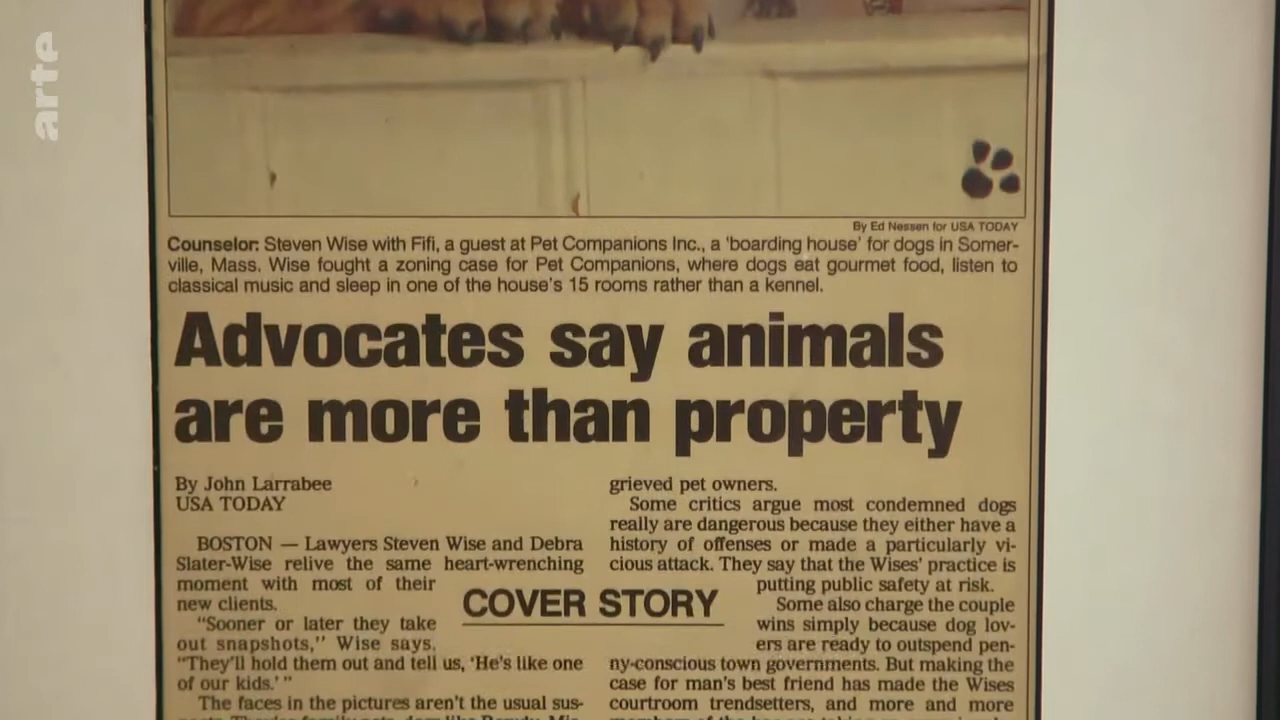 arte
By Ed Nessen for USA TODAY
Counselor: Steven Wise with Fifi, a guest at Pet Companions Inc., a 'boarding house' for dogs in Somer-
ville, Mass. Wise fought a zoning case for Pet Companions, where dogs eat gourmet food, listen to
classical music and sleep in one of the house's 15 rooms rather than a kennel.
Advocates say animals
are more than property
By John Larrabee
USA TODAY
BOSTON — Lawyers Steven Wise and Debra
Slater-Wise relive the same heart-wrenching
moment with most of their
new clients.
"Sooner or later they take
out snapshots," Wise says.
"They'll hold them out and tell us, 'He's like one
of our kids.' "
The faces in the pictures aren't the usual sus-
COVER STORY
grieved pet owners.
Some critics argue most condemned dogs
really are dangerous because they either have a
history of offenses or made a particularly vi-
cious attack. They say that the Wises' practice is
putting public safety at risk.
Some also charge the couple
wins simply because dog lov-
ers are ready to outspend pen-
ny-conscious town governments. But making the
case for man's best friend has made the Wises
courtroom trendsetters, and more and more